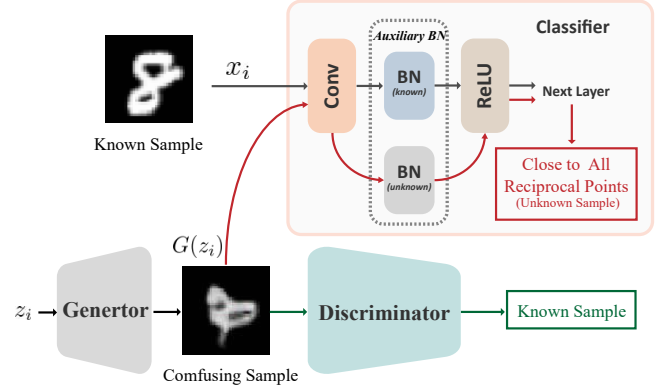 Classifier
Auxiliary BN
x_i
Conv
BN
(known)
ReLU
Next Layer
Known Sample
BN
(unknown)
Close to All
Reciprocal Points
(Unknown Sample)
G(z_i)
z_i
Genertor
Discriminator
Known Sample
Comfusing Sample